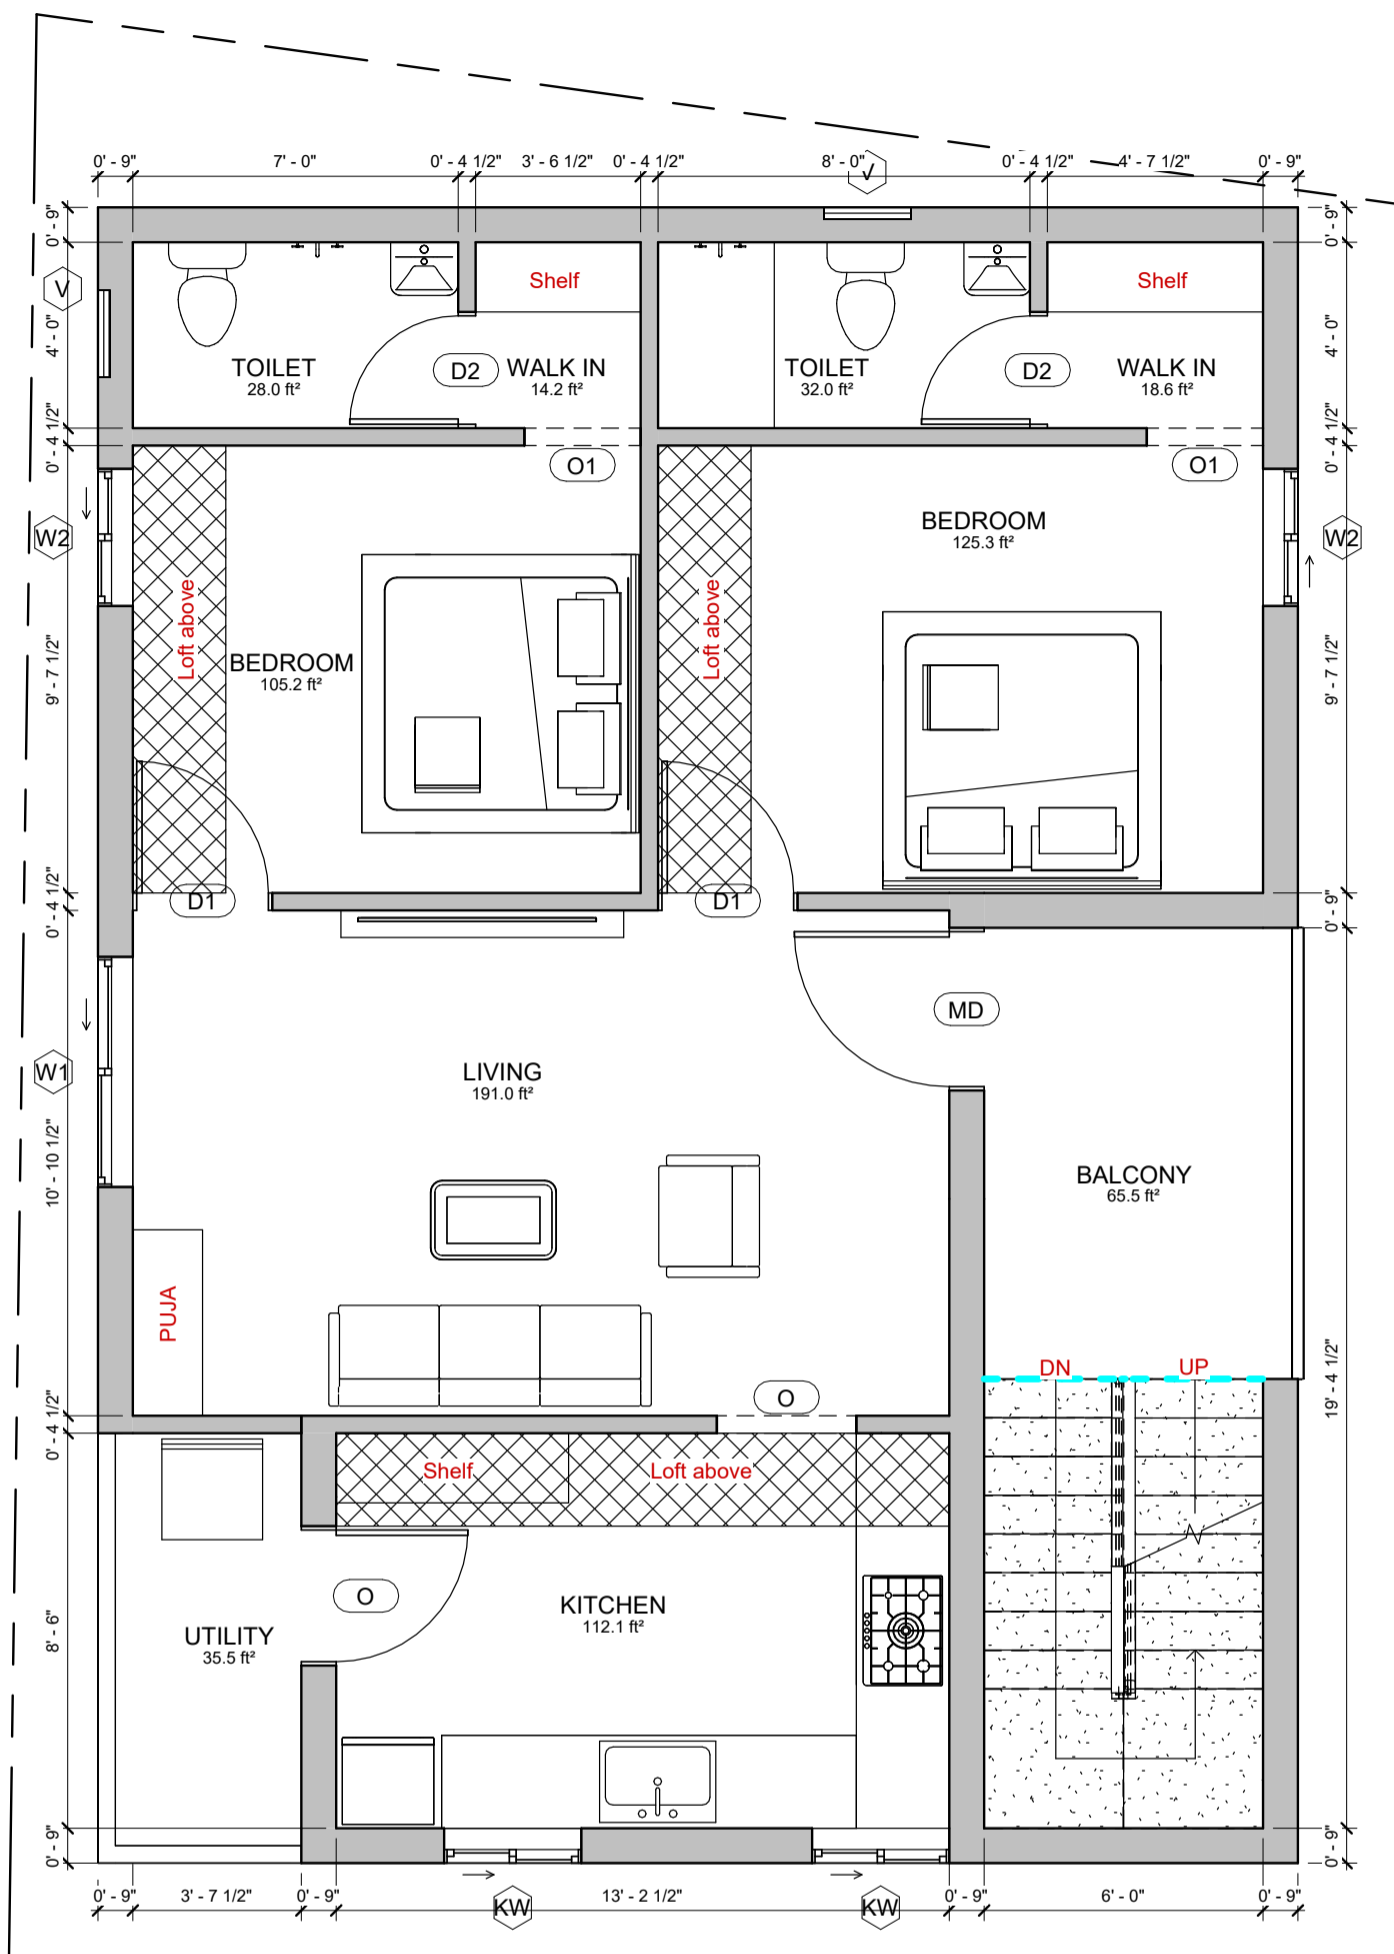 0' - 9" 7' - 0" 0' - 4 1/2" 3' - 6 1/2" 0' - 4 1/2" 8' - 0" 0' - 4 1/2" 4' - 7 1/2" 0' - 9"
V
0' - 9" 0' - 9"
V
Shelf Shelf
4' - 0" 4' - 0"
TOILET D2 WALK IN TOILET D2 WALK IN
28.0 ft² 14.2 ft² 32.0 ft² 18.6 ft²
0' - 4 1/2" 0' - 4 1/2"
O1 O1
W2 BEDROOM W2
125.3 ft²
Loft above Loft above
9' - 7 1/2" BEDROOM 9' - 7 1/2"
105.2 ft²
0' - 4 1/2" D1 D1 0' - 9"
MD
W1 LIVING
191.0 ft²
10' - 10 1/2"
BALCONY
65.5 ft²
PUJA
DN UP
O
0' - 4 1/2" 19' - 4 1/2"
Shelf Loft above
O
KITCHEN
112.1 ft²
8' - 6" UTILITY
35.5 ft²
0' - 9" 0' - 9"
0' - 9" 3' - 7 1/2" 0' - 9" 13' - 2 1/2" 0' - 9" 6' - 0" 0' - 9"
KW KW